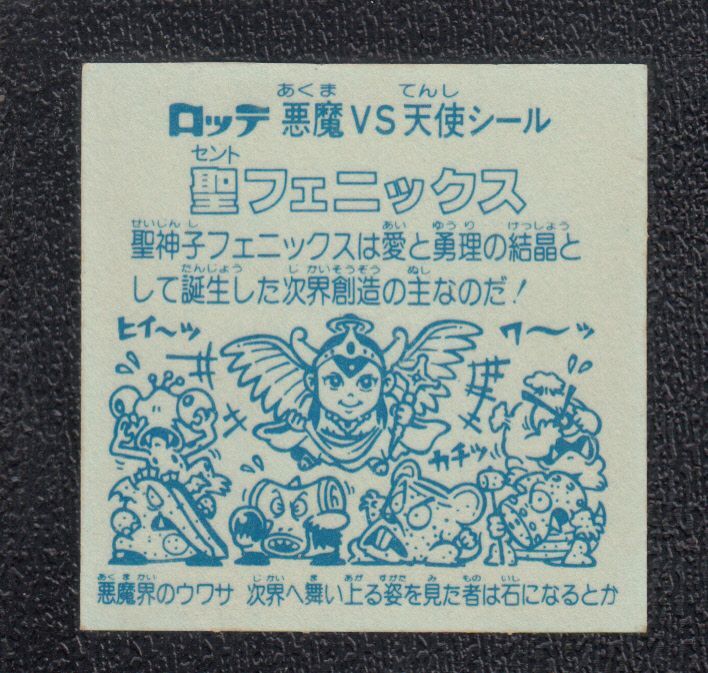 ロッテ 悪魔VS天使シール
あくま てんし
聖フェニックス
セント
聖神子フェニックスは愛と勇理の結晶と
せいじんし あい ゆうり けっしょう
して誕生した次界創造の主なのだ！
たんじょう じかいそうぞう ぬし
ヒイ〜ッ
ワ〜〜ッ
カチッ
悪魔界のウワサ 次界へ舞い上る姿を見た者は石になるとか
あくまかい じかい ま あが すがた み もの いし